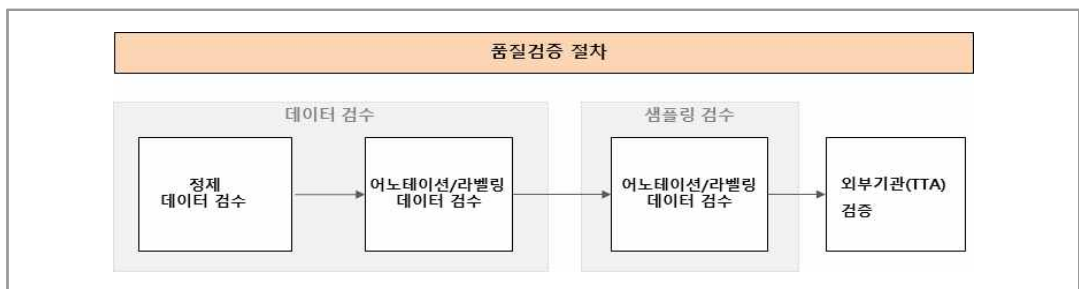 품질검증 절차
데이터 검수
샘플링 검수
정제
데이터 검수
어노테이션/라벨링
데이터 검수
어노테이션/라벨링
데이터 검수
외부기관(TTA)
검증